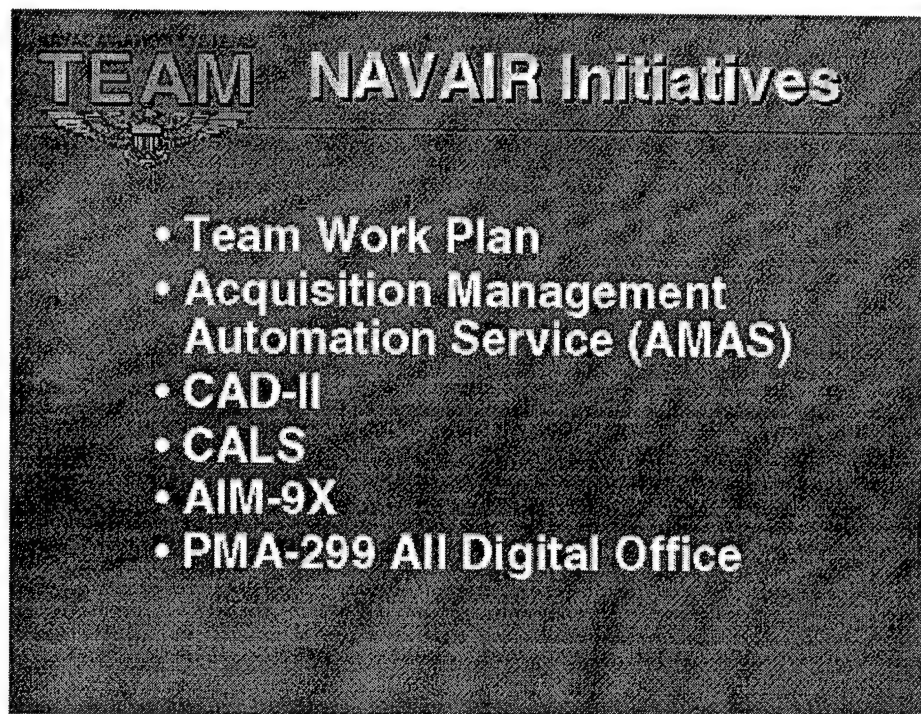 TEAM
NAVAIR Initiatives
• Team Work Plan
• Acquisition Management
Automation Service (AMAS)
• CAD-II
• CALS
• AIM-9X
• PMA-299 All Digital Office